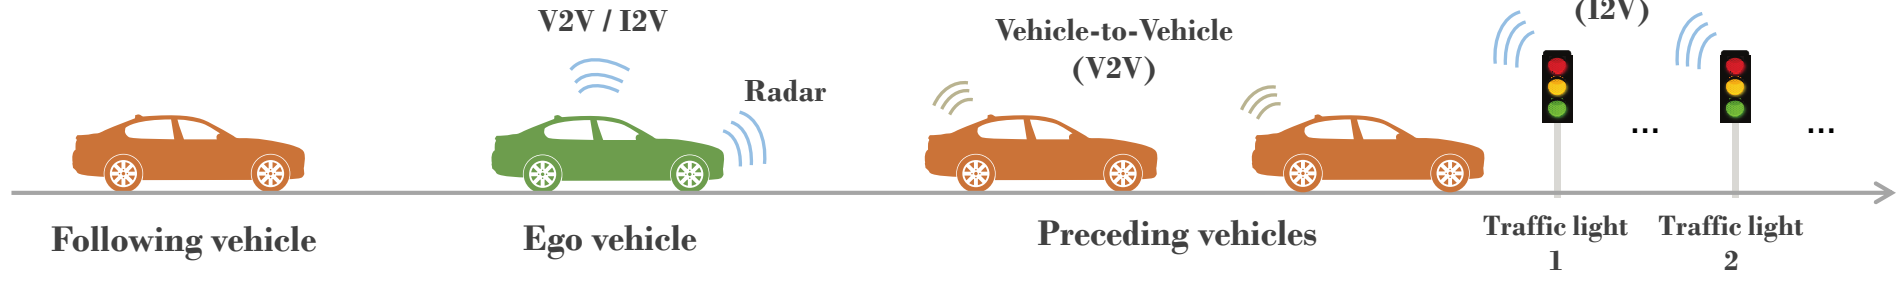 V2V / I2V
Radar
Vehicle-to-Vehicle
(V2V)
(I2V)
...
...
Following vehicle
Ego vehicle
Preceding vehicles
Traffic light
1
Traffic light
2